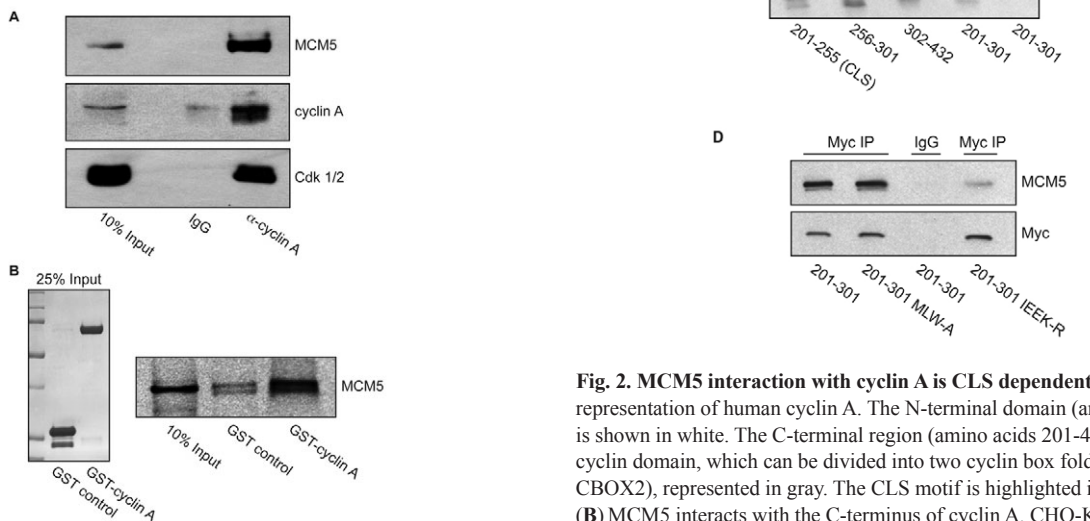 A
MCM5
cyclin A
Cdk 1/2
10% Input
IgG
α-cyclin A
B
25% Input
GST control
GST-cyclin A
MCM5
10% Input
GST control
GST-cyclin A
201-255 (CLS)
256-301
302-432
201-301
201-301
D
Myc IP
IgG
Myc IP
MCM5
Myc
201-301
201-301 MLW-A
201-301
201-301 IEEK-R
Fig. 2. MCM5 interaction with cyclin A is CLS dependent
representation of human cyclin A. The N-terminal domain (a
is shown in white. The C-terminal region (amino acids 201-4
cyclin domain, which can be divided into two cyclin box fold
CBOX2), represented in gray. The CLS motif is highlighted i
(B) MCM5 interacts with the C-terminus of cyclin A. CHO-K